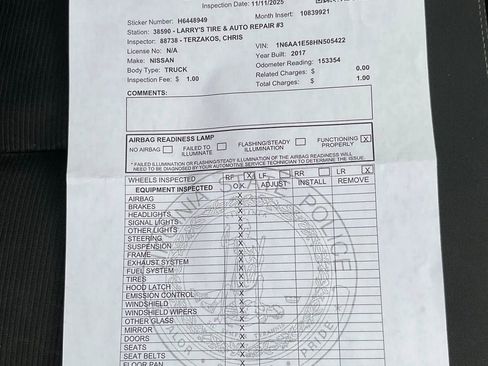 Inspection Date: 11/11/2025
Sticker Number: H6448949
Month Insert: 10839921
Station: 38590 - LARRY'S TIRE & AUTO REPAIR #3
Inspector: 88738 - TERZAKOS, CHRIS
License No: N/A
VIN: 1N6AA1E58HN505422
Make: NISSAN
Year Built: 2017
Body Type: TRUCK
Odometer Reading: 153354
Inspection Fee: $ 1.00
Related Charges: $ 0.00
Total Charges: $ 1.00
COMMENTS:
AIRBAG READINESS LAMP
NO AIRBAG
FAILED TO ILLUMINATE
FLASHING/STEADY ILLUMINATION
FUNCTIONING PROPERLY X
* FAILED ILLUMINATION OR FLASHING/STEADY ILLUMINATION OF THE AIRBAG READINESS WILL
NEED TO BE DIAGNOSED BY YOUR AUTOMOTIVE SERVICE TECHNICIAN TO DETERMINE THE ISSUE.
WHEELS INSPECTED RF X LF RR LR X
EQUIPMENT INSPECTED OK ADJUST INSTALL REMOVE
AIRBAG X
BRAKES X
HEADLIGHTS X
SIGNAL LIGHTS X
OTHER LIGHTS X
STEERING X
SUSPENSION X
FRAME X
EXHAUST SYSTEM X
FUEL SYSTEM X
TIRES X
HOOD LATCH X
EMISSION CONTROL X
WINDSHIELD X
WINDSHIELD WIPERS X
OTHER GLASS X
MIRROR X
DOORS X
SEATS X
SEAT BELTS X
FLOOR PAN X
POLICE
PRIDE